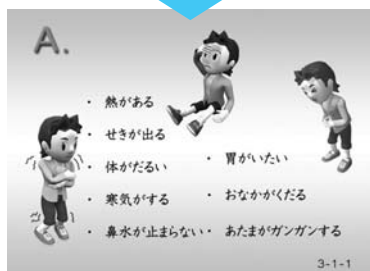 A.
・ 熱がある
・ せきが出る
・ 体がだるい
・ 寒気がする
・ 鼻水が止まらない
・ 胃がいたい
・ おなかがくだる
・ あたまがガンガンする
3-1-1